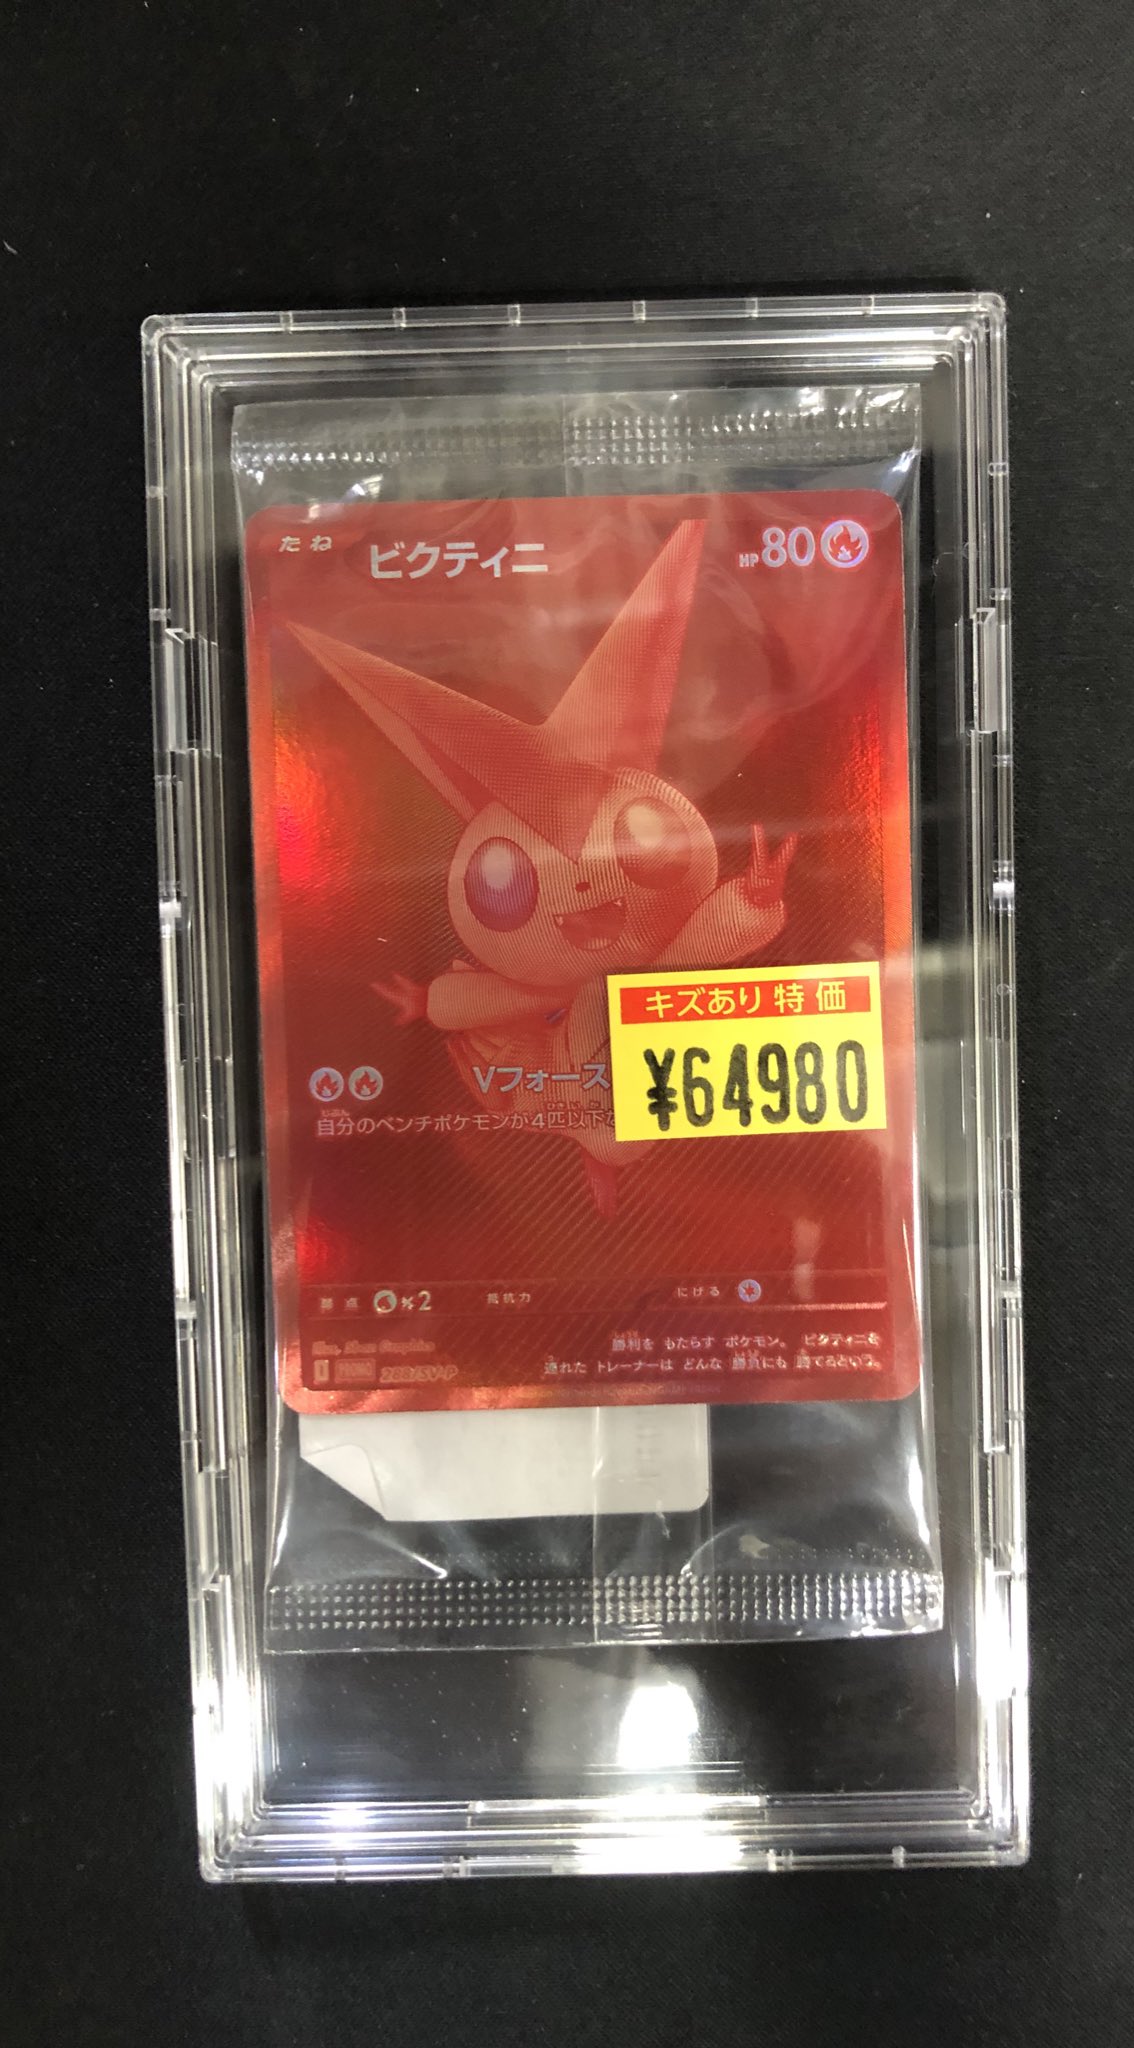 たね
ビクティニ
HP80
キズあり特価
¥64980
Vフォース
自分のベンチポケモンが4匹以下な
弱点 ×2 抵抗力 にげる
勝利を もたらす ポケモン。 ビクティニを
連れた トレーナーは どんな 勝負にも 勝てるという。
288/SV-P